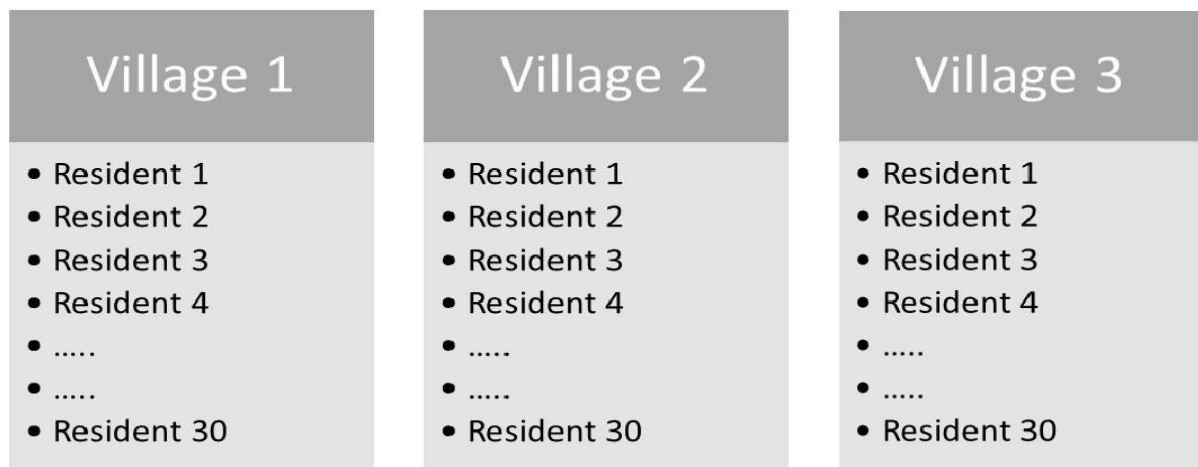 Village 1
• Resident 1
• Resident 2
• Resident 3
• Resident 4
• .....
• .....
• Resident 30
Village 2
• Resident 1
• Resident 2
• Resident 3
• Resident 4
• .....
• .....
• Resident 30
Village 3
• Resident 1
• Resident 2
• Resident 3
• Resident 4
• .....
• .....
• Resident 30